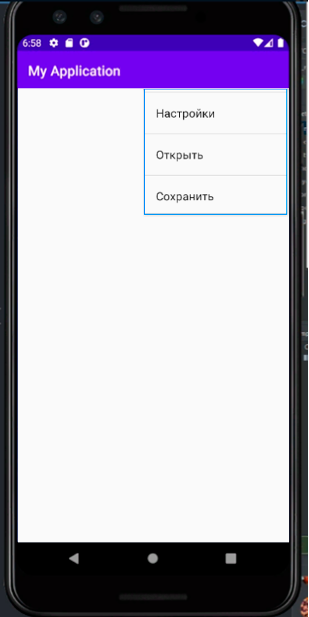 6:58
My Application
Настройки
Открыть
Сохранить